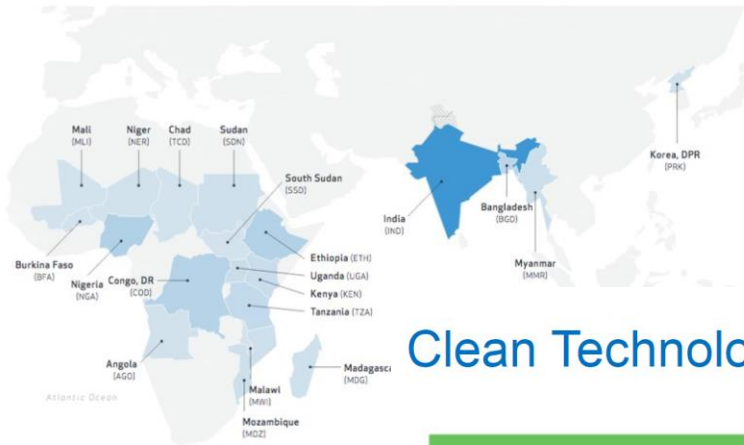 Mali
(MLI)
Niger
(NER)
Chad
(TCD)
Sudan
(SDN)
South Sudan
(SSD)
Korea, DPR
(PRK)
India
(IND)
Bangladesh
(BGD)
Myanmar
(MMR)
Burkina Faso
(BFA)
Nigeria
(NGA)
Congo, DR
(COD)
Ethiopia (ETH)
Uganda (UGA)
Kenya (KEN)
Tanzania (TZA)
Angola
(AGO)
Malawi
(MWI)
Mozambique
(MOZ)
Madagasca
(MDG)
Atlantic Ocean
Clean Technolo